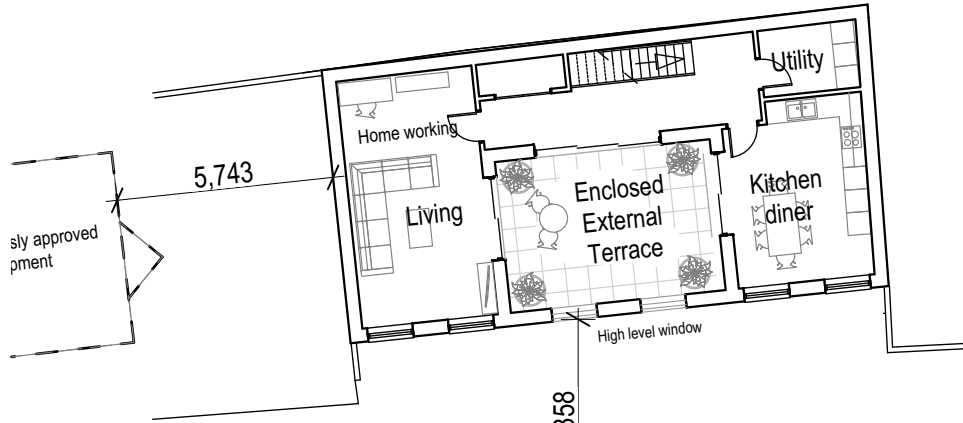 Utility
Home working
5,743
Living
Enclosed
External
Terrace
Kitchen
diner
sly approved
pment
High level window
358